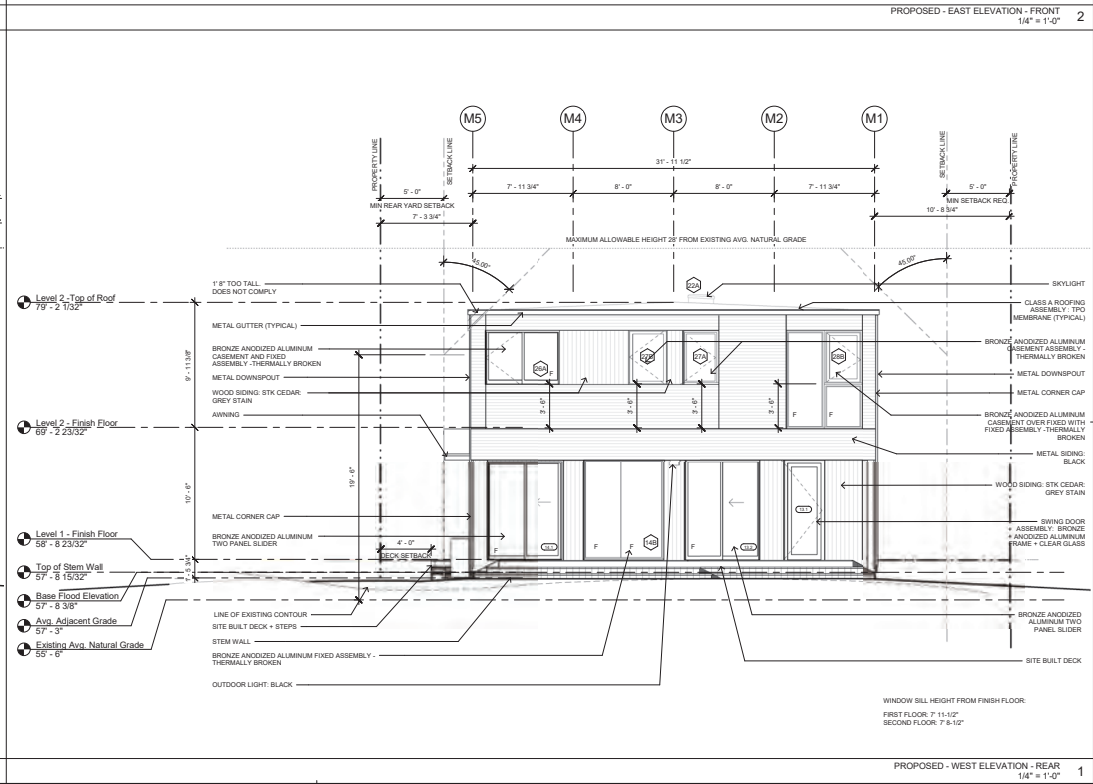 PROPOSED - EAST ELEVATION - FRONT
1/4" = 1'-0"
2
M5
M4
M3
M2
M1
PROPERTY LINE
SETBACK LINE
SETBACK LINE
PROPERTY LINE
31' - 11 1/2"
5' - 0"
MIN REAR YARD SETBACK
7' - 3 3/4"
7' - 11 3/4"
8' - 0"
8' - 0"
7' - 11 3/4"
5' - 0"
MIN SETBACK REQ.
10' - 8 3/4"
MAXIMUM ALLOWABLE HEIGHT 28' FROM EXISTING AVG. NATURAL GRADE
45.00°
45.00°
Level 2 -Top of Roof
79' - 2 1/32"
Level 2 - Finish Floor
69' - 2 23/32"
Level 1 - Finish Floor
58' - 8 23/32"
Top of Stem Wall
57' - 8 15/32"
Base Flood Elevation
57' - 8 3/8"
Avg. Adjacent Grade
57' - 3"
Existing Avg. Natural Grade
55' - 6"
9' - 11 3/8"
10' - 6"
1' - 5 3/4"
19' - 6"
1' 8" TOO TALL.
DOES NOT COMPLY
METAL GUTTER (TYPICAL)
BRONZE ANODIZED ALUMINUM
CASEMENT AND FIXED
ASSEMBLY -THERMALLY BROKEN
METAL DOWNSPOUT
WOOD SIDING: STK CEDAR:
GREY STAIN
AWNING
METAL CORNER CAP
BRONZE ANODIZED ALUMINUM
TWO PANEL SLIDER
4' - 0"
DECK SETBACK
LINE OF EXISTING CONTOUR
SITE BUILT DECK + STEPS
STEM WALL
BRONZE ANODIZED ALUMINUM FIXED ASSEMBLY -
THERMALLY BROKEN
OUTDOOR LIGHT: BLACK
22A
26A
F
27B
27A
28B
3' - 6"
3' - 6"
3' - 6"
3' - 6"
F
F
F
F
F
14B
F
13.1
SKYLIGHT
CLASS A ROOFING
ASSEMBLY : TPO
MEMBRANE (TYPICAL)
BRONZE ANODIZED ALUMINUM
CASEMENT ASSEMBLY -
THERMALLY BROKEN
METAL DOWNSPOUT
METAL CORNER CAP
BRONZE ANODIZED ALUMINUM
CASEMENT OVER FIXED WITH
FIXED ASSEMBLY -THERMALLY
BROKEN
METAL SIDING:
BLACK
WOOD SIDING: STK CEDAR:
GREY STAIN
SWING DOOR
ASSEMBLY: BRONZE
ANODIZED ALUMINUM
FRAME + CLEAR GLASS
BRONZE ANODIZED
ALUMINUM TWO
PANEL SLIDER
SITE BUILT DECK
WINDOW SILL HEIGHT FROM FINISH FLOOR:
FIRST FLOOR: 7' 11-1/2"
SECOND FLOOR: 7' 8-1/2"
PROPOSED - WEST ELEVATION - REAR
1/4" = 1'-0"
1